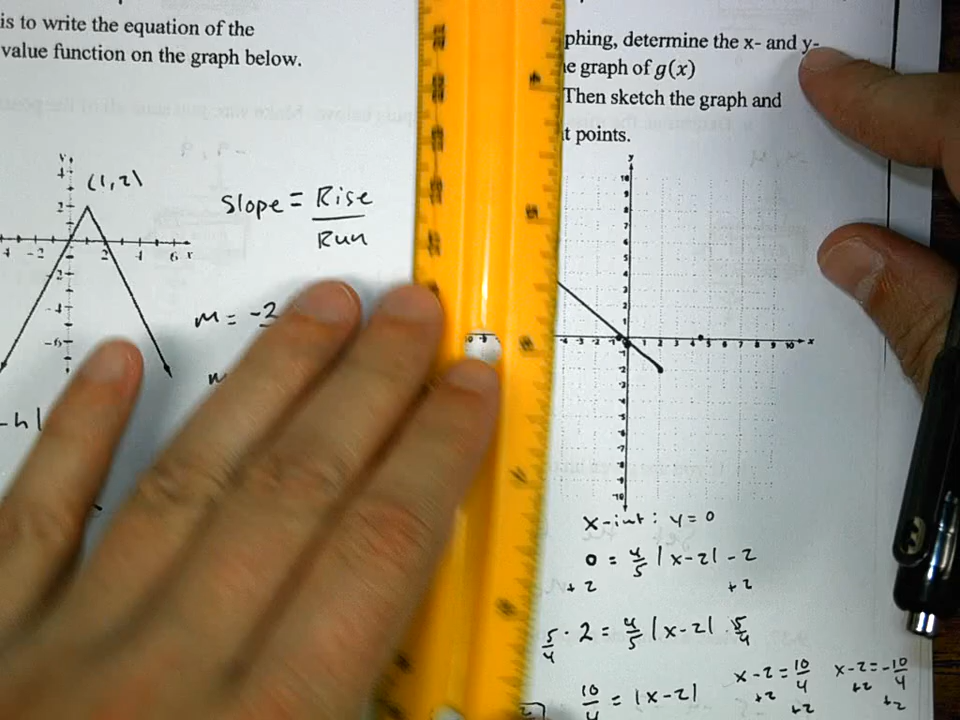 is to write the equation of the
value function on the graph below.
(1,2)
Slope = Rise
Run
m = -2
-h|
phing, determine the x- and y-
e graph of g(x)
Then sketch the graph and
t points.
y
x
x-int: y=0
0 = 4/5 |x-2| - 2
+2 +2
5/4 · 2 = 4/5 |x-2| · 5/4
10/4 = |x-2|
x-2 = 10/4 x-2 = -10/4
+2 +2 +2 +2